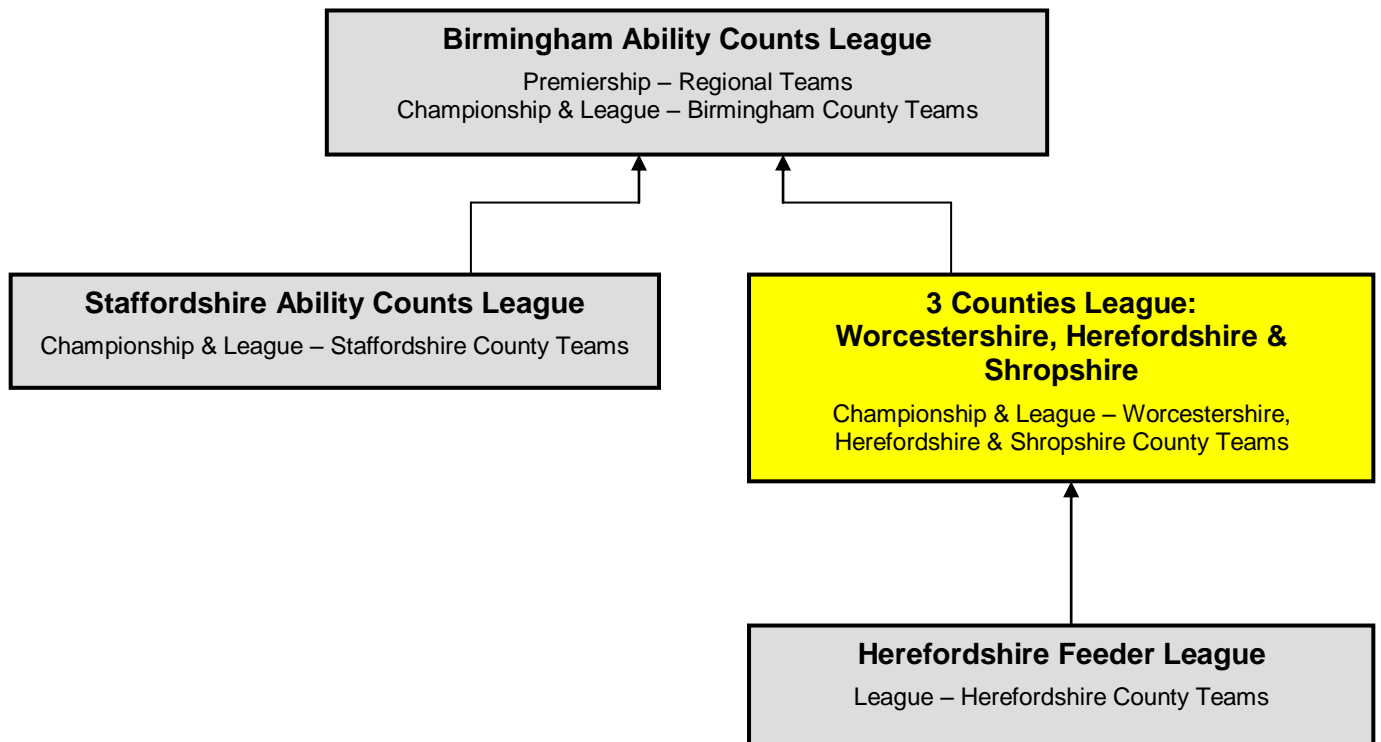 Birmingham Ability Counts League
Premiership – Regional Teams
Championship & League – Birmingham County Teams
Staffordshire Ability Counts League
Championship & League – Staffordshire County Teams
3 Counties League:
Worcestershire, Herefordshire &
Shropshire
Championship & League – Worcestershire,
Herefordshire & Shropshire County Teams
Herefordshire Feeder League
League – Herefordshire County Teams